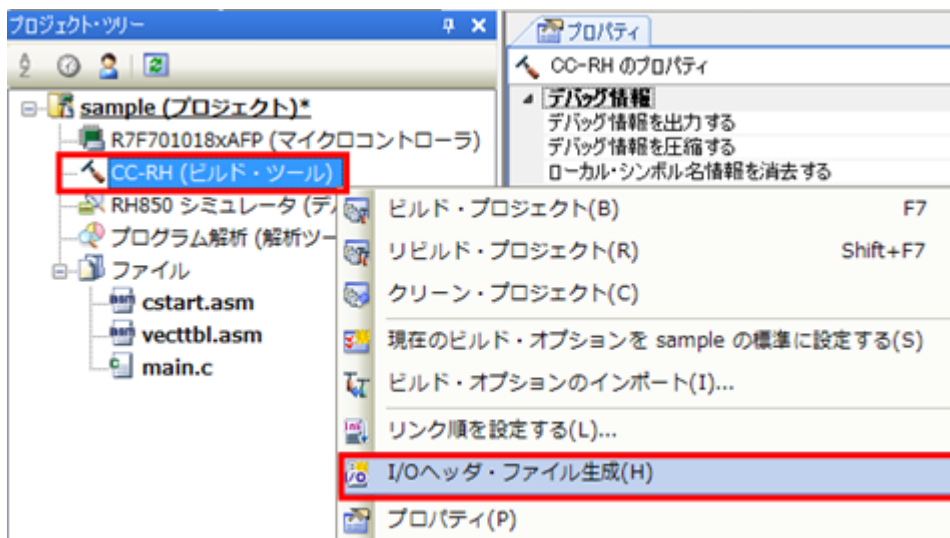 プロジェクト・ツリー
sample (プロジェクト)*
R7F701018xAFP (マイクロコントローラ)
CC-RH (ビルド・ツール)
RH850 シミュレータ (デ
プログラム解析 (解析ツー
ファイル
cstart.asm
vecttbl.asm
main.c
プロパティ
CC-RH のプロパティ
デバッグ情報
デバッグ情報を出力する
デバッグ情報を圧縮する
ローカル・シンボル名情報を消去する
ビルド・プロジェクト(B) F7
リビルド・プロジェクト(R) Shift+F7
クリーン・プロジェクト(C)
現在のビルド・オプションを sample の標準に設定する(S)
ビルド・オプションのインポート(I)...
リンク順を設定する(L)...
I/Oヘッダ・ファイル生成(H)
プロパティ(P)